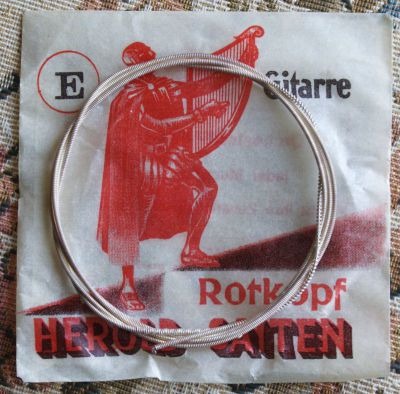 E
Gitarre
Rotkopf
HEROLD SAITEN